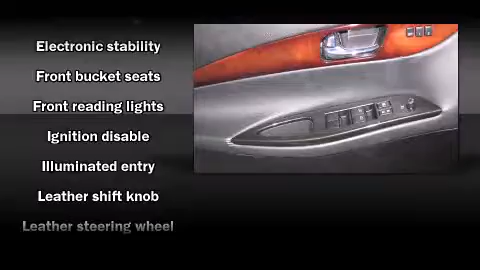 Electronic stability
Front bucket seats
Front reading lights
Ignition disable
Illuminated entry
Leather shift knob
Leather steering wheel